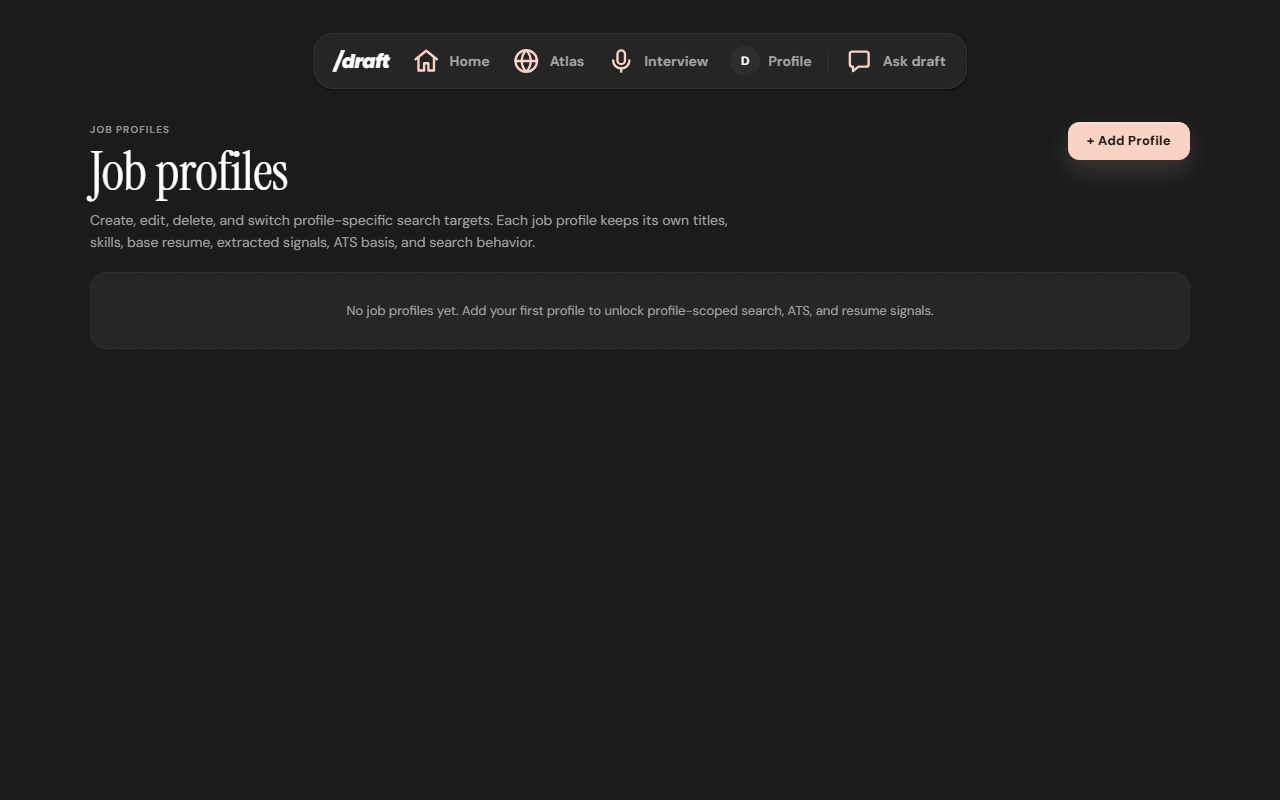 /draft
Home
Atlas
Interview
D
Profile
Ask draft
JOB PROFILES
Job profiles
+ Add Profile
Create, edit, delete, and switch profile-specific search targets. Each job profile keeps its own titles,
skills, base resume, extracted signals, ATS basis, and search behavior.
No job profiles yet. Add your first profile to unlock profile-scoped search, ATS, and resume signals.